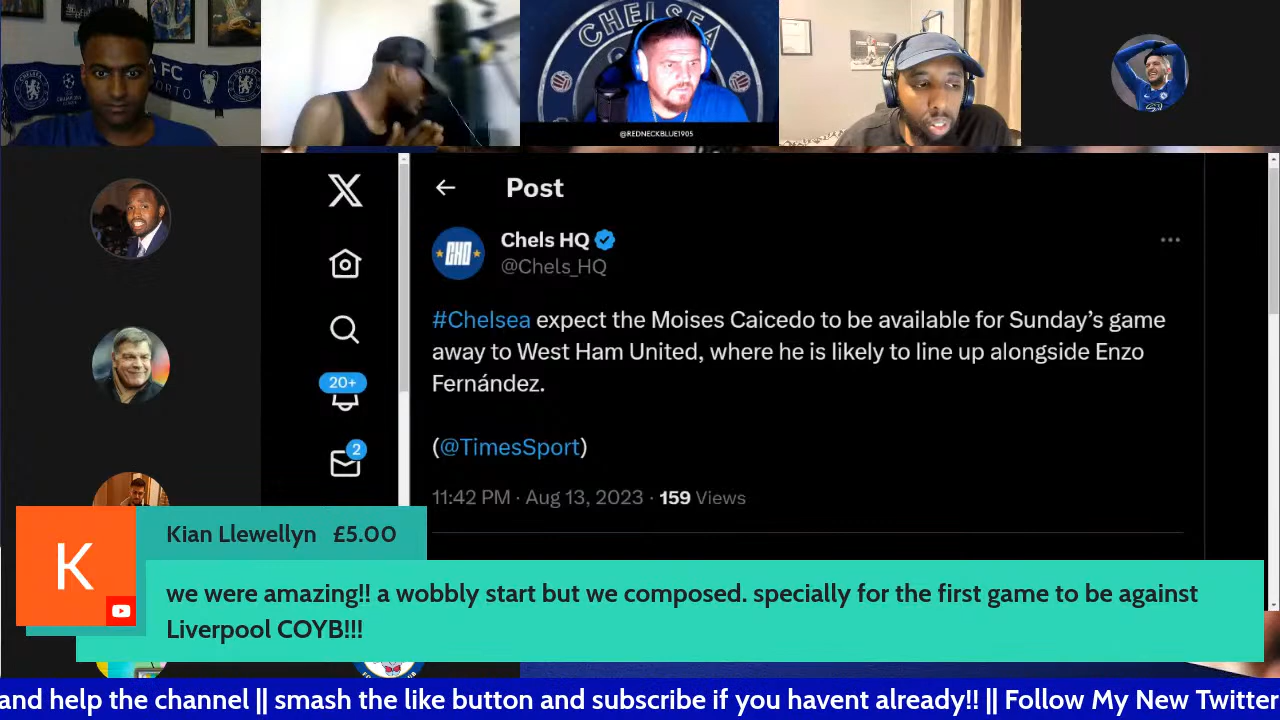 CHELSEA
@REDNECKBLUE1905
Post
Chels HQ
@Chels_HQ
#Chelsea expect the Moises Caicedo to be available for Sunday’s game
away to West Ham United, where he is likely to line up alongside Enzo
Fernández.
(@TimesSport)
11:42 PM · Aug 13, 2023 · 159 Views
20+
2
K
Kian Llewellyn £5.00
we were amazing!! a wobbly start but we composed. specially for the first game to be against
Liverpool COYB!!!
and help the channel || smash the like button and subscribe if you havent already!! || Follow My New Twitter